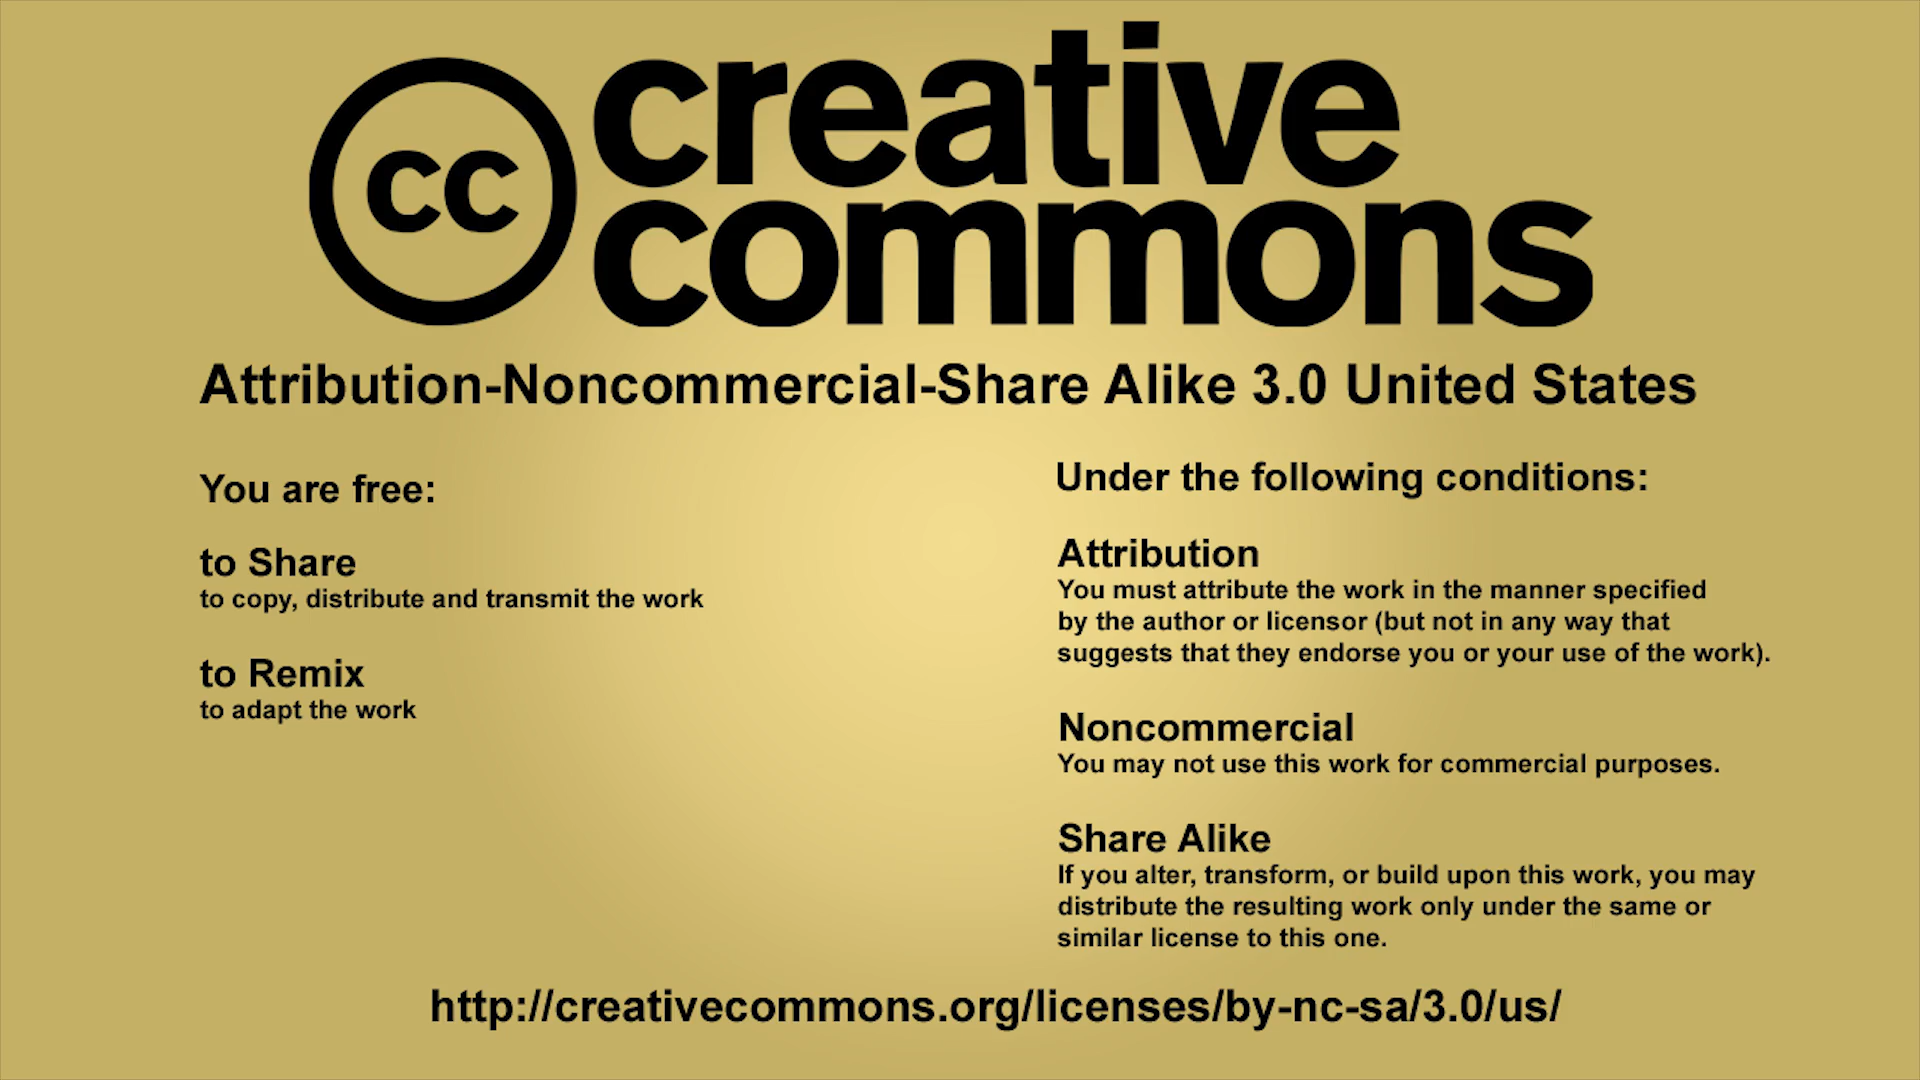 cc
creative
commons
Attribution-Noncommercial-Share Alike 3.0 United States
You are free:
to Share
to copy, distribute and transmit the work
to Remix
to adapt the work
Under the following conditions:
Attribution
You must attribute the work in the manner specified
by the author or licensor (but not in any way that
suggests that they endorse you or your use of the work).
Noncommercial
You may not use this work for commercial purposes.
Share Alike
If you alter, transform, or build upon this work, you may
distribute the resulting work only under the same or
similar license to this one.
http://creativecommons.org/licenses/by-nc-sa/3.0/us/